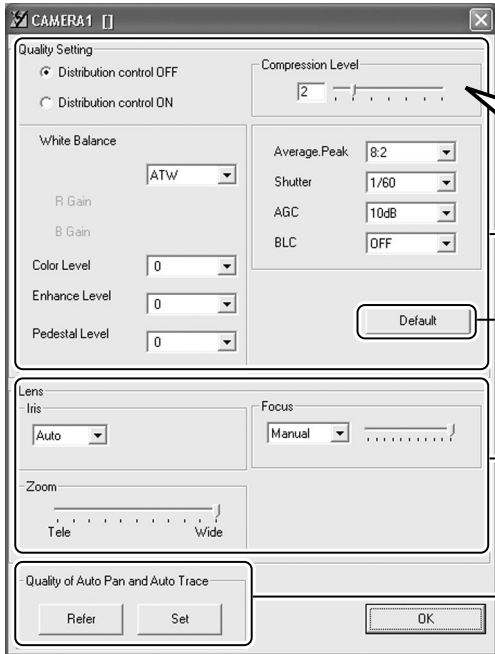 CAMERA1 []
Quality Setting
Distribution control OFF
Distribution control ON
Compression Level
2
White Balance
ATW
R Gain
B Gain
Color Level 0
Enhance Level 0
Pedestal Level 0
Average.Peak 8:2
Shutter 1/60
AGC 10dB
BLC OFF
Default
Lens
Iris
Auto
Focus
Manual
Zoom
Tele Wide
Quality of Auto Pan and Auto Trace
Refer Set
OK